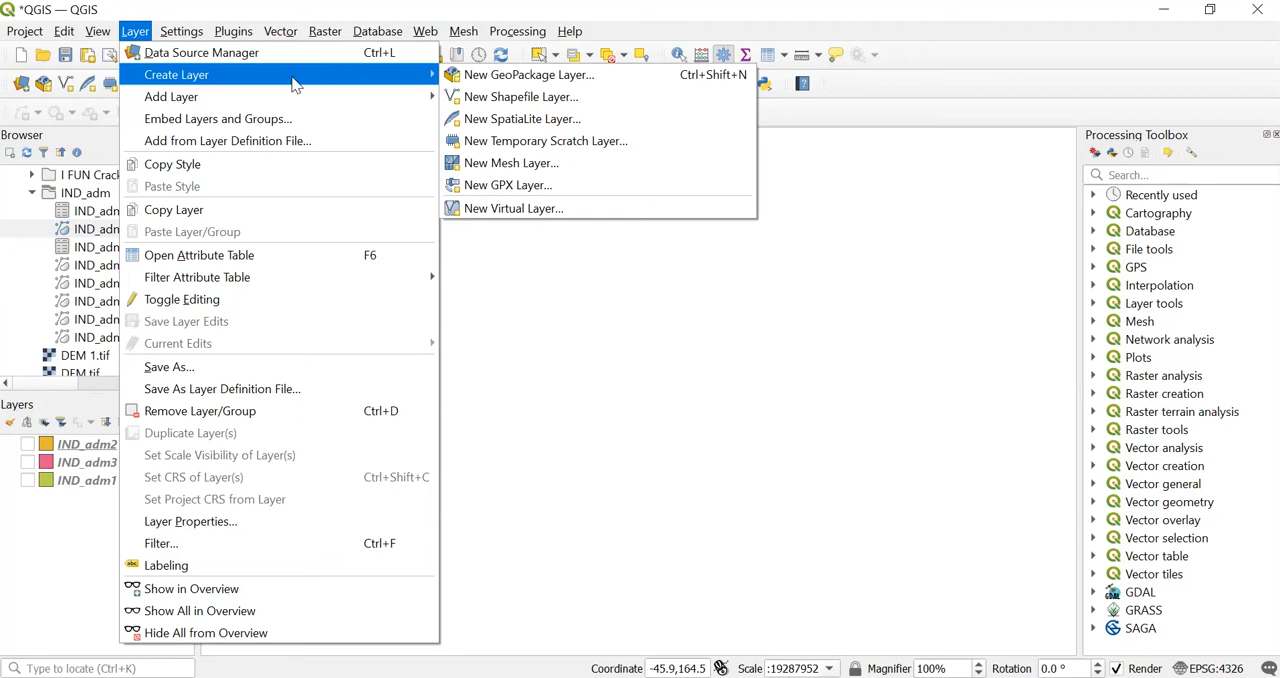 *QGIS — QGIS
Project Edit View Layer Settings Plugins Vector Raster Database Web Mesh Processing Help
Data Source Manager Ctrl+L
Create Layer
Add Layer
Embed Layers and Groups...
Add from Layer Definition File...
Copy Style
Paste Style
Copy Layer
Paste Layer/Group
Open Attribute Table F6
Filter Attribute Table
Toggle Editing
Save Layer Edits
Current Edits
Save As...
Save As Layer Definition File...
Remove Layer/Group Ctrl+D
Duplicate Layer(s)
Set Scale Visibility of Layer(s)
Set CRS of Layer(s) Ctrl+Shift+C
Set Project CRS from Layer
Layer Properties...
Filter... Ctrl+F
abc Labeling
Show in Overview
Show All in Overview
Hide All from Overview
New GeoPackage Layer... Ctrl+Shift+N
New Shapefile Layer...
New SpatiaLite Layer...
New Temporary Scratch Layer...
New Mesh Layer...
New GPX Layer...
New Virtual Layer...
Browser
I FUN Crack
IND_adm
IND_adm
IND_adm
IND_adm
IND_adm
IND_adm
IND_adm
IND_adm
IND_adm
DEM 1.tif
DEM tif
Layers
IND_adm2
IND_adm3
IND_adm1
Processing Toolbox
Search...
Recently used
Cartography
Database
File tools
GPS
Interpolation
Layer tools
Mesh
Network analysis
Plots
Raster analysis
Raster creation
Raster terrain analysis
Raster tools
Vector analysis
Vector creation
Vector general
Vector geometry
Vector overlay
Vector selection
Vector table
Vector tiles
GDAL
GRASS
SAGA
Type to locate (Ctrl+K) Coordinate -45.9,164.5 Scale :19287952 Magnifier 100% Rotation 0.0 ° Render EPSG:4326